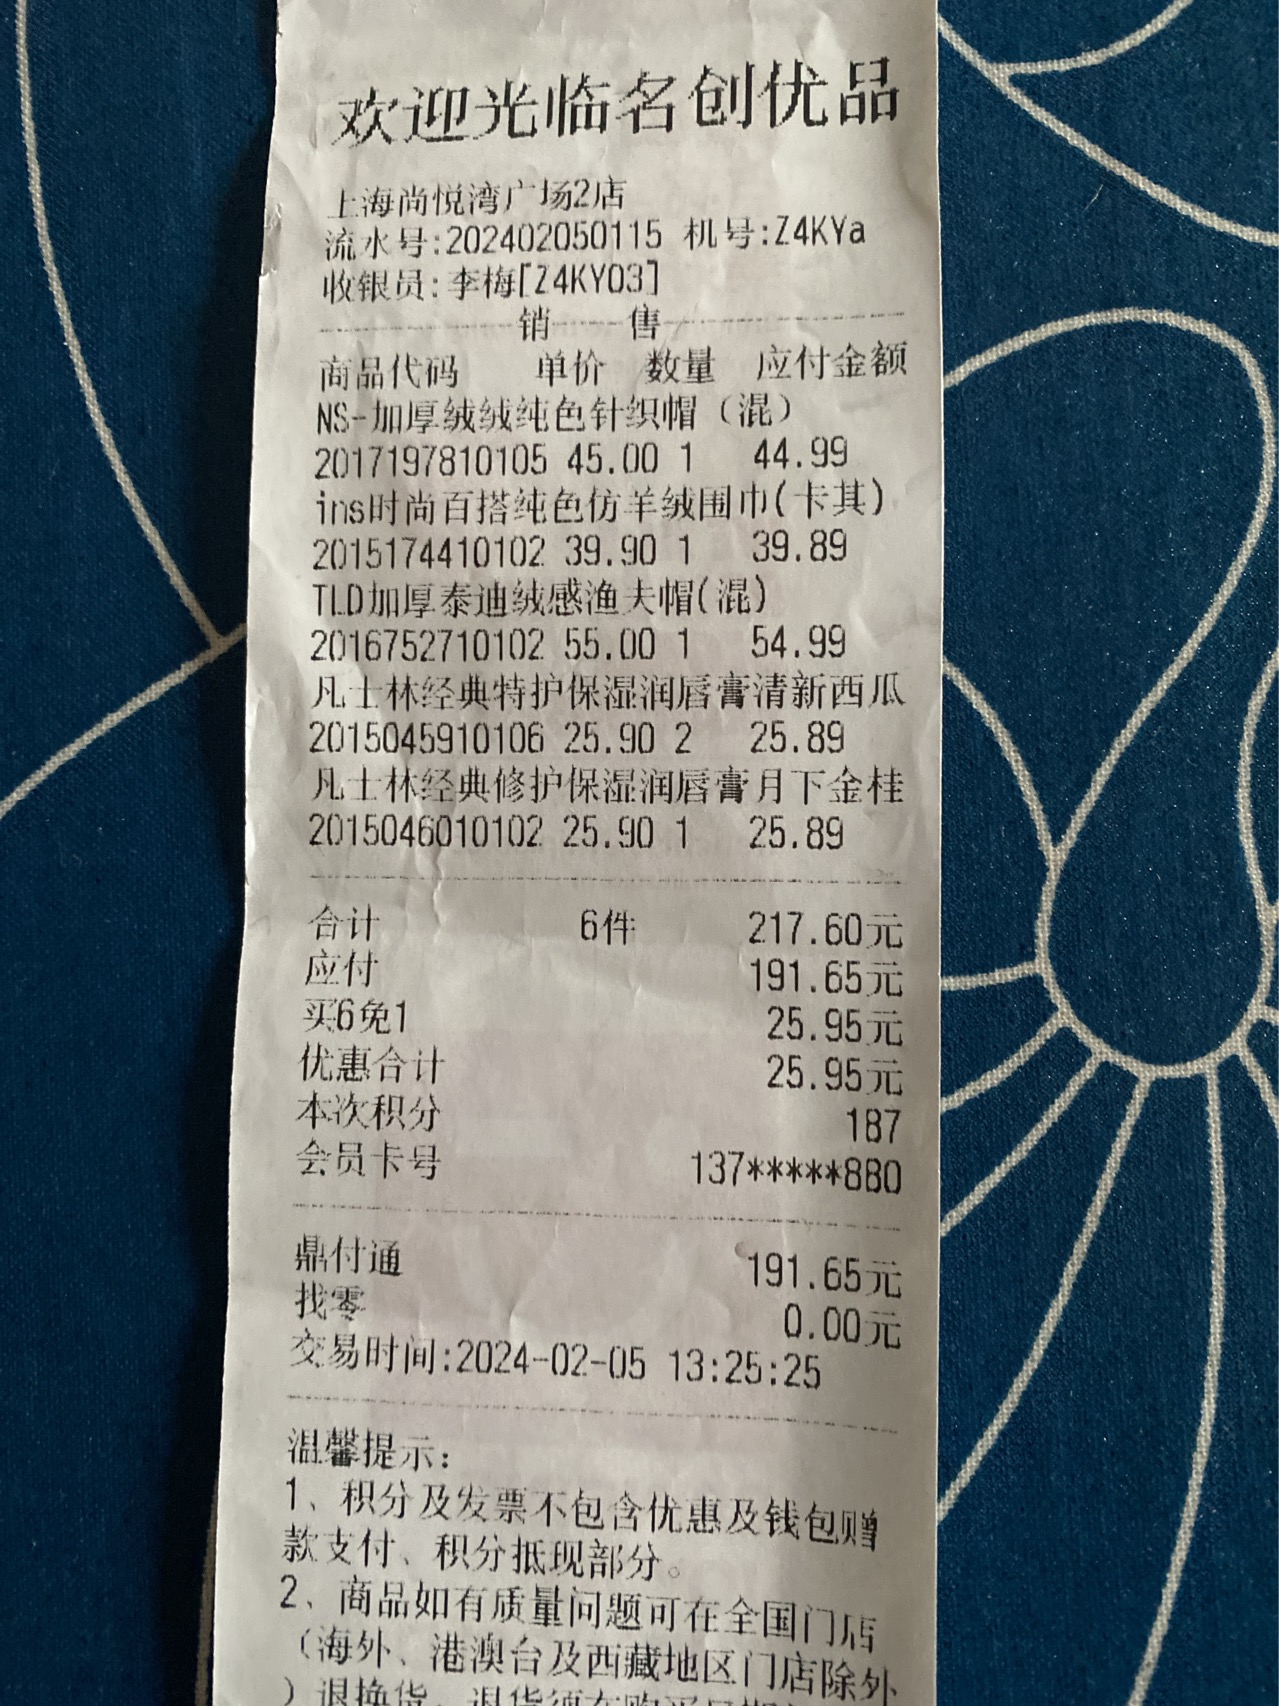 欢迎光临名创优品
上海尚悦湾广场2店
流水号:202402050115 机号:Z4KYa
收银员:李梅[Z4KY03]
销 售
商品代码 单价 数量 应付金额
NS-加厚绒绒纯色针织帽（混）
2017197810105 45.00 1 44.99
ins时尚百搭纯色仿羊绒围巾(卡其)
2015174410102 39.90 1 39.89
TLD加厚泰迪绒感渔夫帽(混)
2016752710102 55.00 1 54.99
凡士林经典特护保湿润唇膏清新西瓜
2015045910106 25.90 2 25.89
凡士林经典修护保湿润唇膏月下金桂
2015046010102 25.90 1 25.89
合计 6件 217.60元
应付 191.65元
买6免1 25.95元
优惠合计 25.95元
本次积分 187
会员卡号 137*****880
鼎付通 191.65元
找零 0.00元
交易时间:2024-02-05 13:25:25
温馨提示:
1、积分及发票不包含优惠及钱包赠
款支付、积分抵现部分。
2、商品如有质量问题可在全国门店
（海外、港澳台及西藏地区门店除外
）退换货，退货须在购买